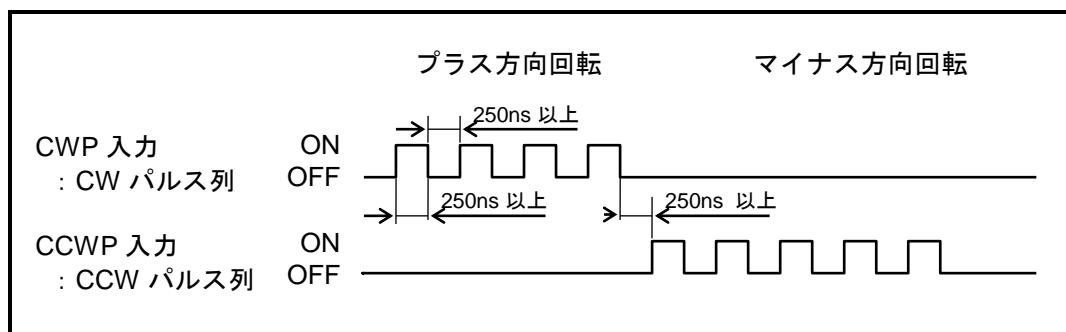 プラス方向回転 マイナス方向回転
250ns 以上
CWP 入力 ON
: CW パルス列 OFF
250ns 以上 250ns 以上
CCWP 入力 ON
: CCW パルス列 OFF